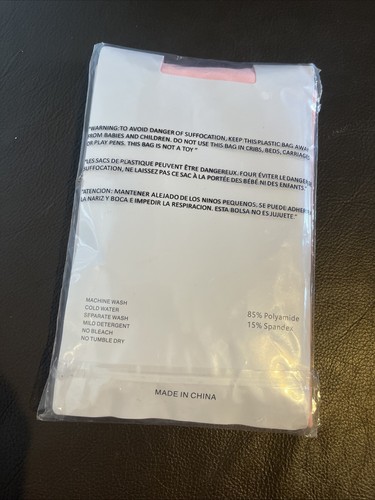 "WARNING: TO AVOID DANGER OF SUFFOCATION, KEEP THIS PLASTIC BAG AWAY
FROM BABIES AND CHILDREN. DO NOT USE THIS BAG IN CRIBS, BEDS, CARRIAGES
OR PLAY PENS. THIS BAG IS NOT A TOY"
"LES SACS DE PLASTIQUE PEUVENT ÊTRE DANGEREUX. FOUR ÉVITER LE DANGER DE
SUFFOCATION, NE LAISSEZ PAS CE SAC À LA PORTÉE DES BÉBÉ NI DES ENFANTS."
"ATENCION: MANTENER ALEJADO DE LOS NINOS PEQUENOS, SE PUEDE ADHERIR
LA NARIZ Y BOCA E IMPEDIR LA RESPIRACION. ESTA BOLSA NO ES JUJUETE."
MACHINE WASH
COLD WATER
SEPARATE WASH
MILD DETERGENT
NO BLEACH
NO TUMBLE DRY
85% Polyamide
15% Spandex
MADE IN CHINA